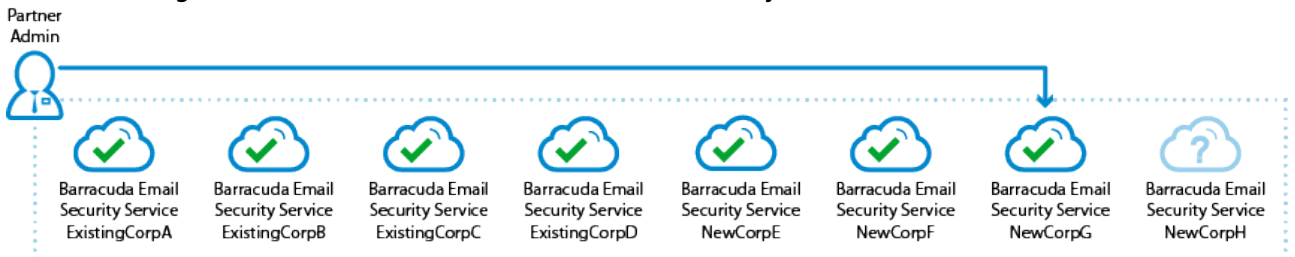 Partner
Admin
Barracuda Email
Security Service
ExistingCorpA
Barracuda Email
Security Service
ExistingCorpB
Barracuda Email
Security Service
ExistingCorpC
Barracuda Email
Security Service
ExistingCorpD
Barracuda Email
Security Service
NewCorpE
Barracuda Email
Security Service
NewCorpF
Barracuda Email
Security Service
NewCorpG
?
Barracuda Email
Security Service
NewCorpH